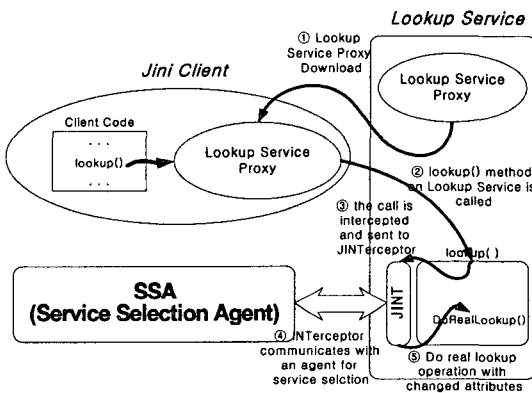 Lookup Service
① Lookup
Service Proxy
Download
Jini Client
Lookup Service
Proxy
Client Code
. . .
lookup()
. . .
Lookup Service
Proxy
② lookup() method
on Lookup Service is
called
③ the call is
intercepted
and sent to
JINTerceptor
lookup( )
SSA
(Service Selection Agent)
JINT
DoRealLookup()
④ INTerceptor
communicates with
an agent for
service selction
⑤ Do real lookup
operation with
changed attributes